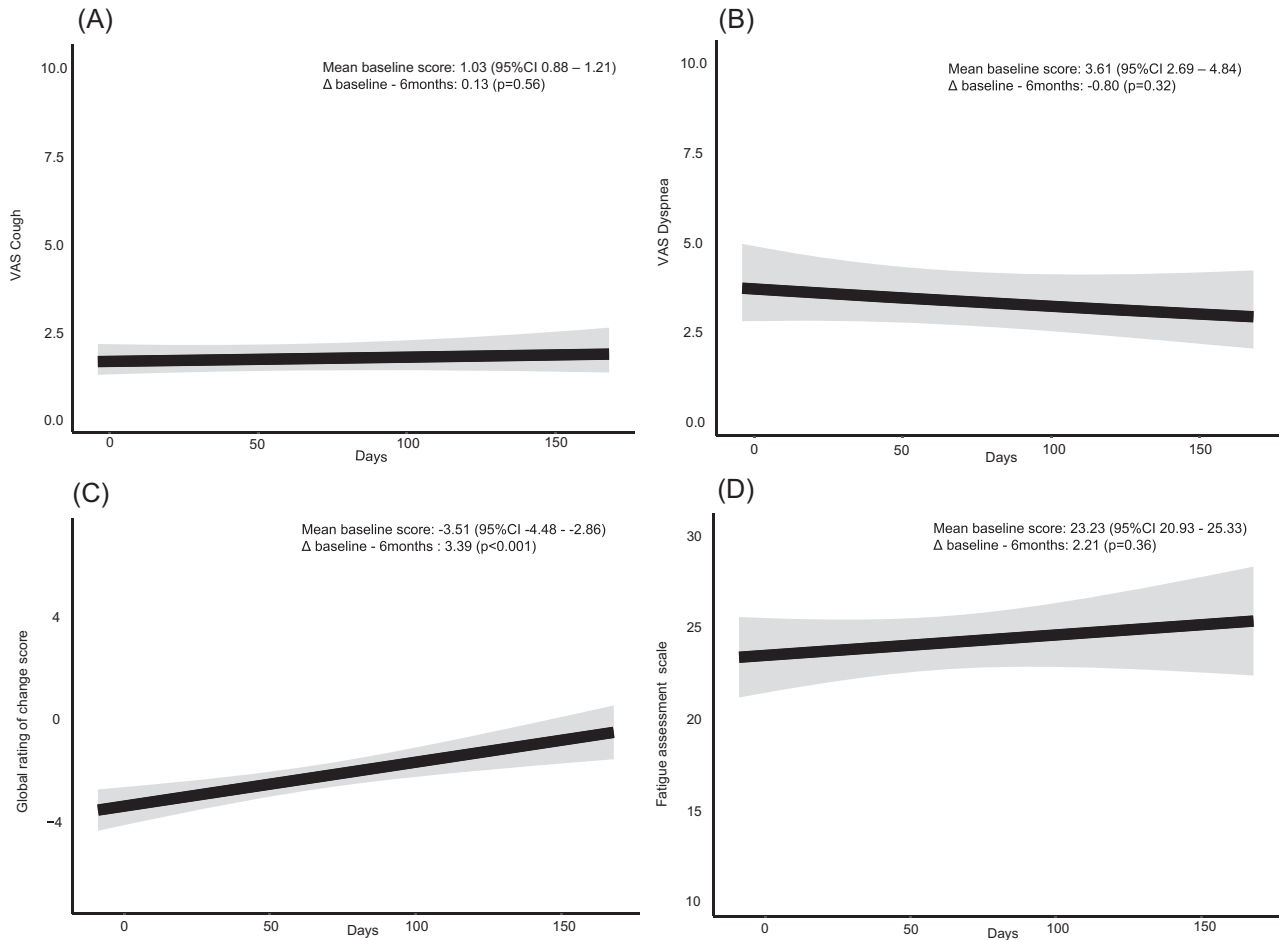 (A)
Mean baseline score: 1.03 (95%CI 0.88 – 1.21)
Δ baseline - 6months: 0.13 (p=0.56)
10.0
7.5
5.0
2.5
0.0
VAS Cough
0 50 100 150
Days
(B)
Mean baseline score: 3.61 (95%CI 2.69 – 4.84)
Δ baseline - 6months: -0.80 (p=0.32)
10.0
7.5
5.0
2.5
0.0
VAS Dyspnea
0 50 100 150
Days
(C)
Mean baseline score: -3.51 (95%CI -4.48 - -2.86)
Δ baseline - 6months : 3.39 (p<0.001)
4
0
−4
Global rating of change score
0 50 100 150
Days
(D)
Mean baseline score: 23.23 (95%CI 20.93 - 25.33)
Δ baseline - 6months: 2.21 (p=0.36)
30
25
20
15
10
Fatigue assessment scale
0 50 100 150
Days